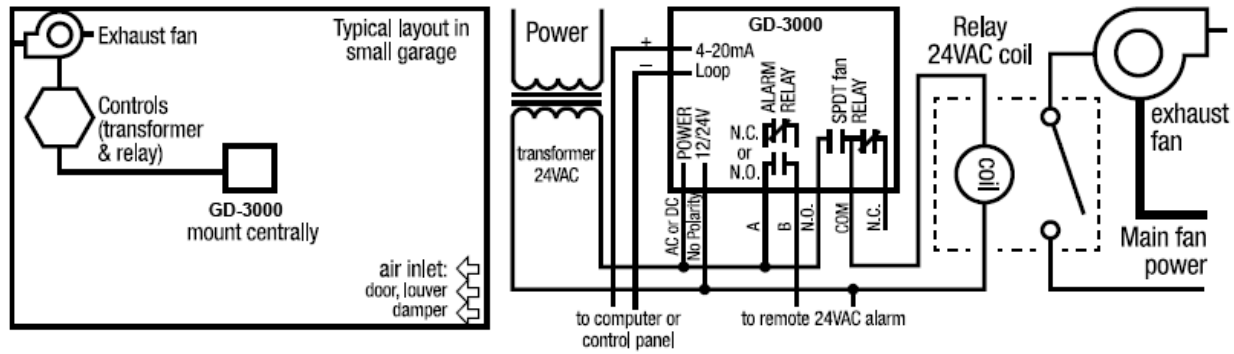 Exhaust fan
Typical layout in
small garage
Controls
(transformer
& relay)
GD-3000
mount centrally
air inlet:
door, louver
damper
Power
transformer
24VAC
GD-3000
+
4-20mA
−
Loop
POWER
12/24V
ALARM
RELAY
N.C.
or
N.O.
SPDT fan
RELAY
AC or DC
No Polarity
A
B
N.O.
COM
N.C.
to computer or
control panel
to remote 24VAC alarm
Relay
24VAC coil
coil
exhaust
fan
Main fan
power